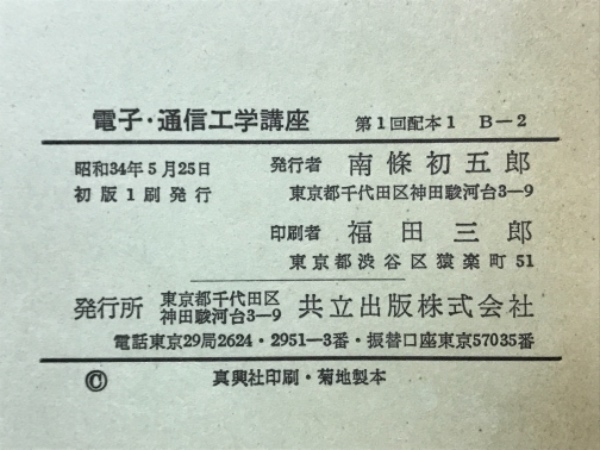 電子・通信工学講座 第1回配本1 B－2
昭和34年5月25日
初版1刷発行
発行者 南條初五郎
東京都千代田区神田駿河台3－9
印刷者 福田三郎
東京都渋谷区猿楽町51
発行所 東京都千代田区神田駿河台3－9 共立出版株式会社
電話東京29局2624・2951－3番・振替口座東京57035番
© 真興社印刷・菊地製本